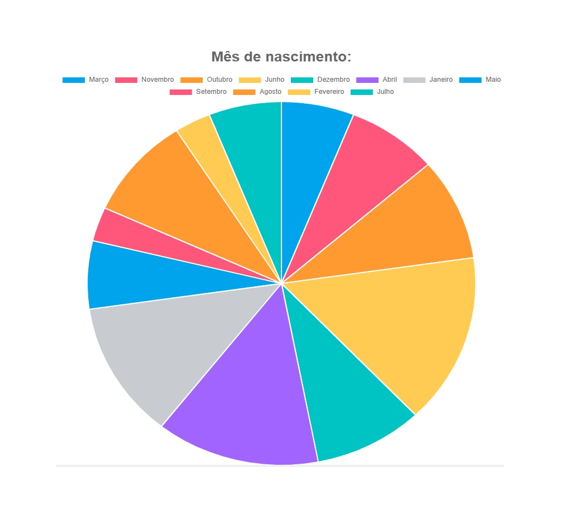 Mês de nascimento:
Março Novembro Outubro Junho Dezembro Abril Janeiro Maio
Setembro Agosto Fevereiro Julho